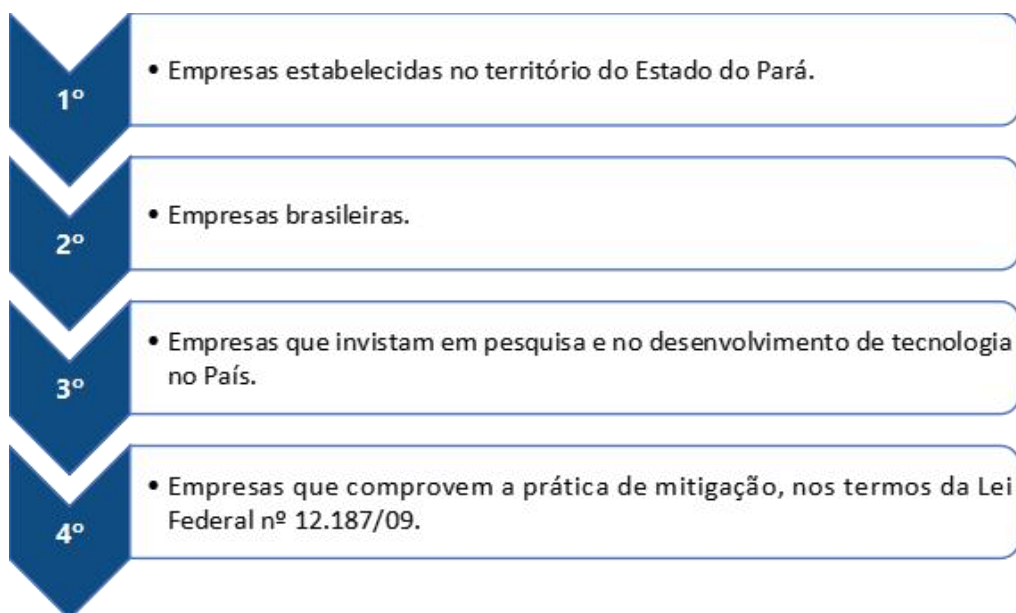 1º
• Empresas estabelecidas no território do Estado do Pará.
2º
• Empresas brasileiras.
3º
• Empresas que invistam em pesquisa e no desenvolvimento de tecnologia
no País.
4º
• Empresas que comprovem a prática de mitigação, nos termos da Lei
Federal nº 12.187/09.